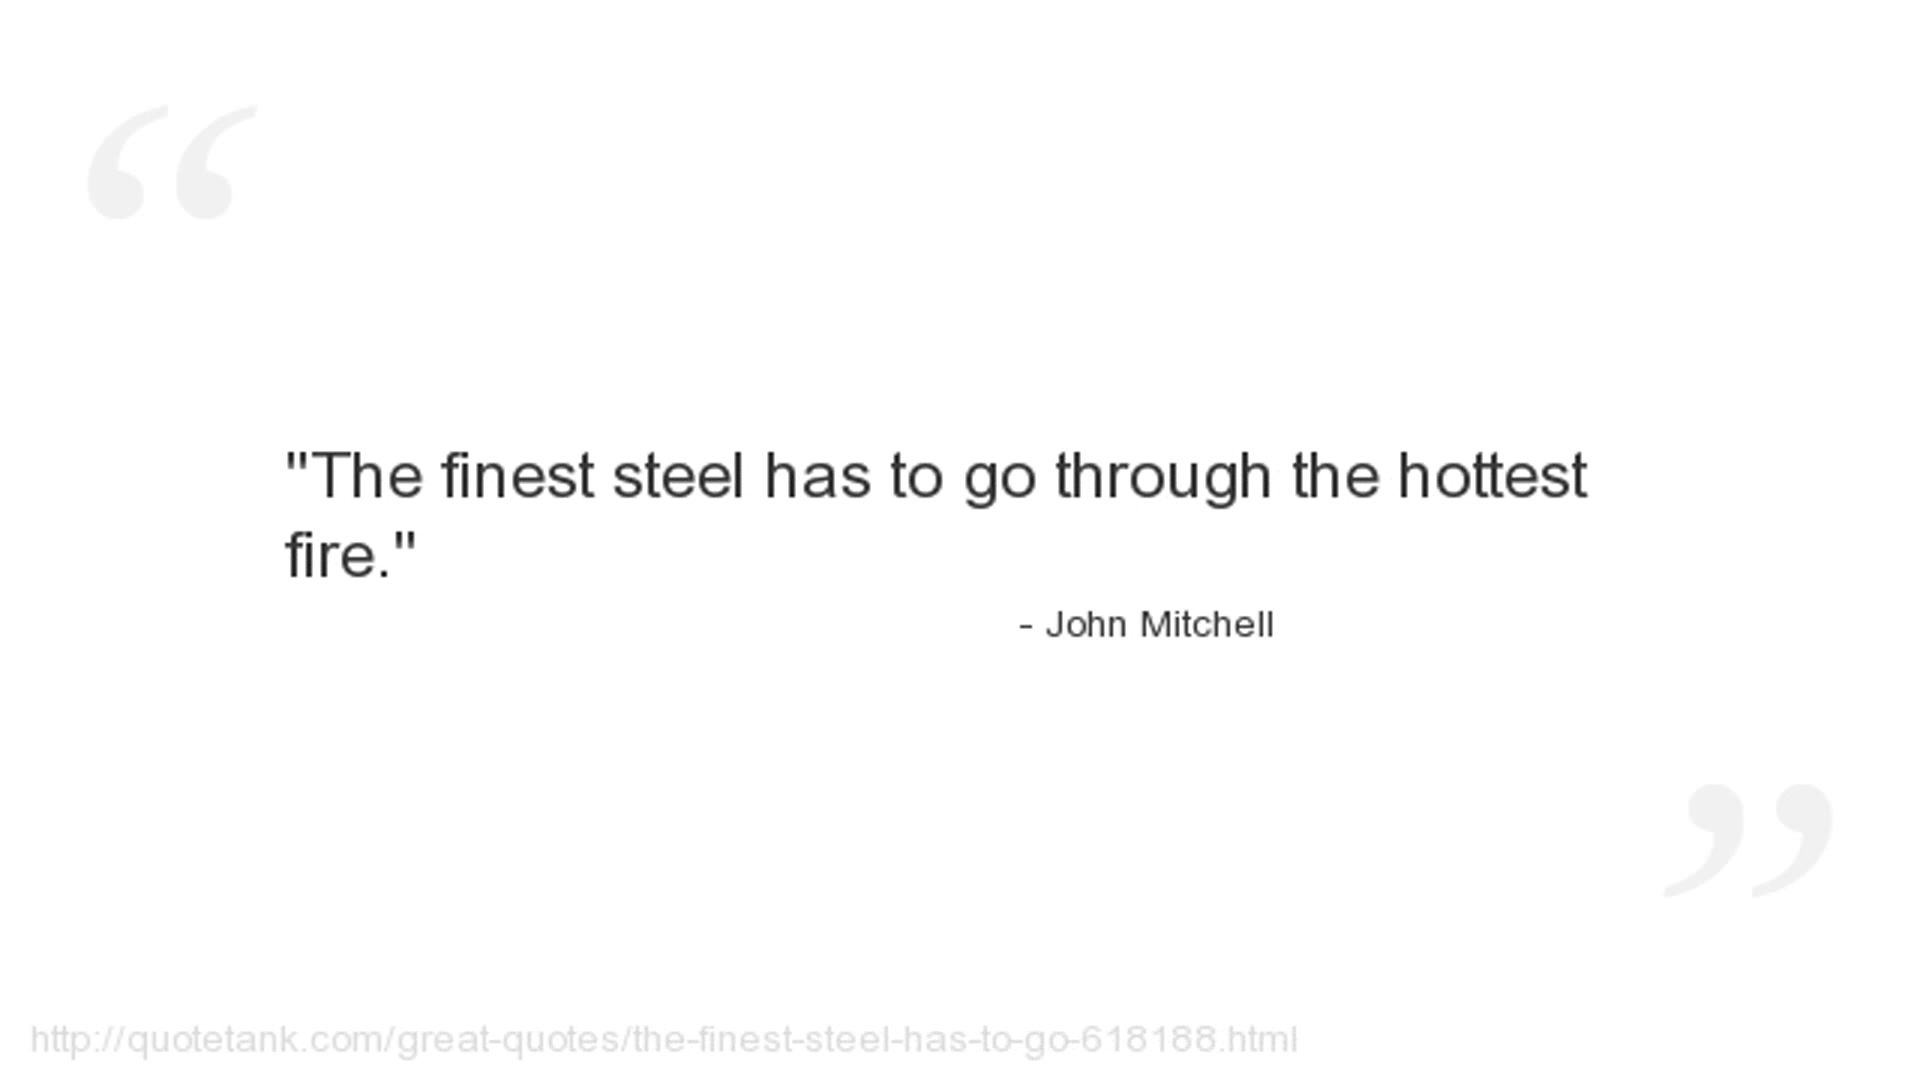 "The finest steel has to go through the hottest
fire."
- John Mitchell
http://quotetank.com/great-quotes/the-finest-steel-has-to-go-618188.html